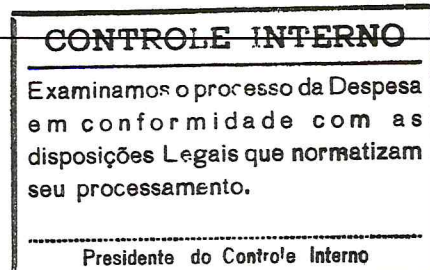 CONTROLE INTERNO
Examinamos o processo da Despesa
em conformidade com as
disposições Legais que normatizam
seu processamento.
Presidente do Controle Interno